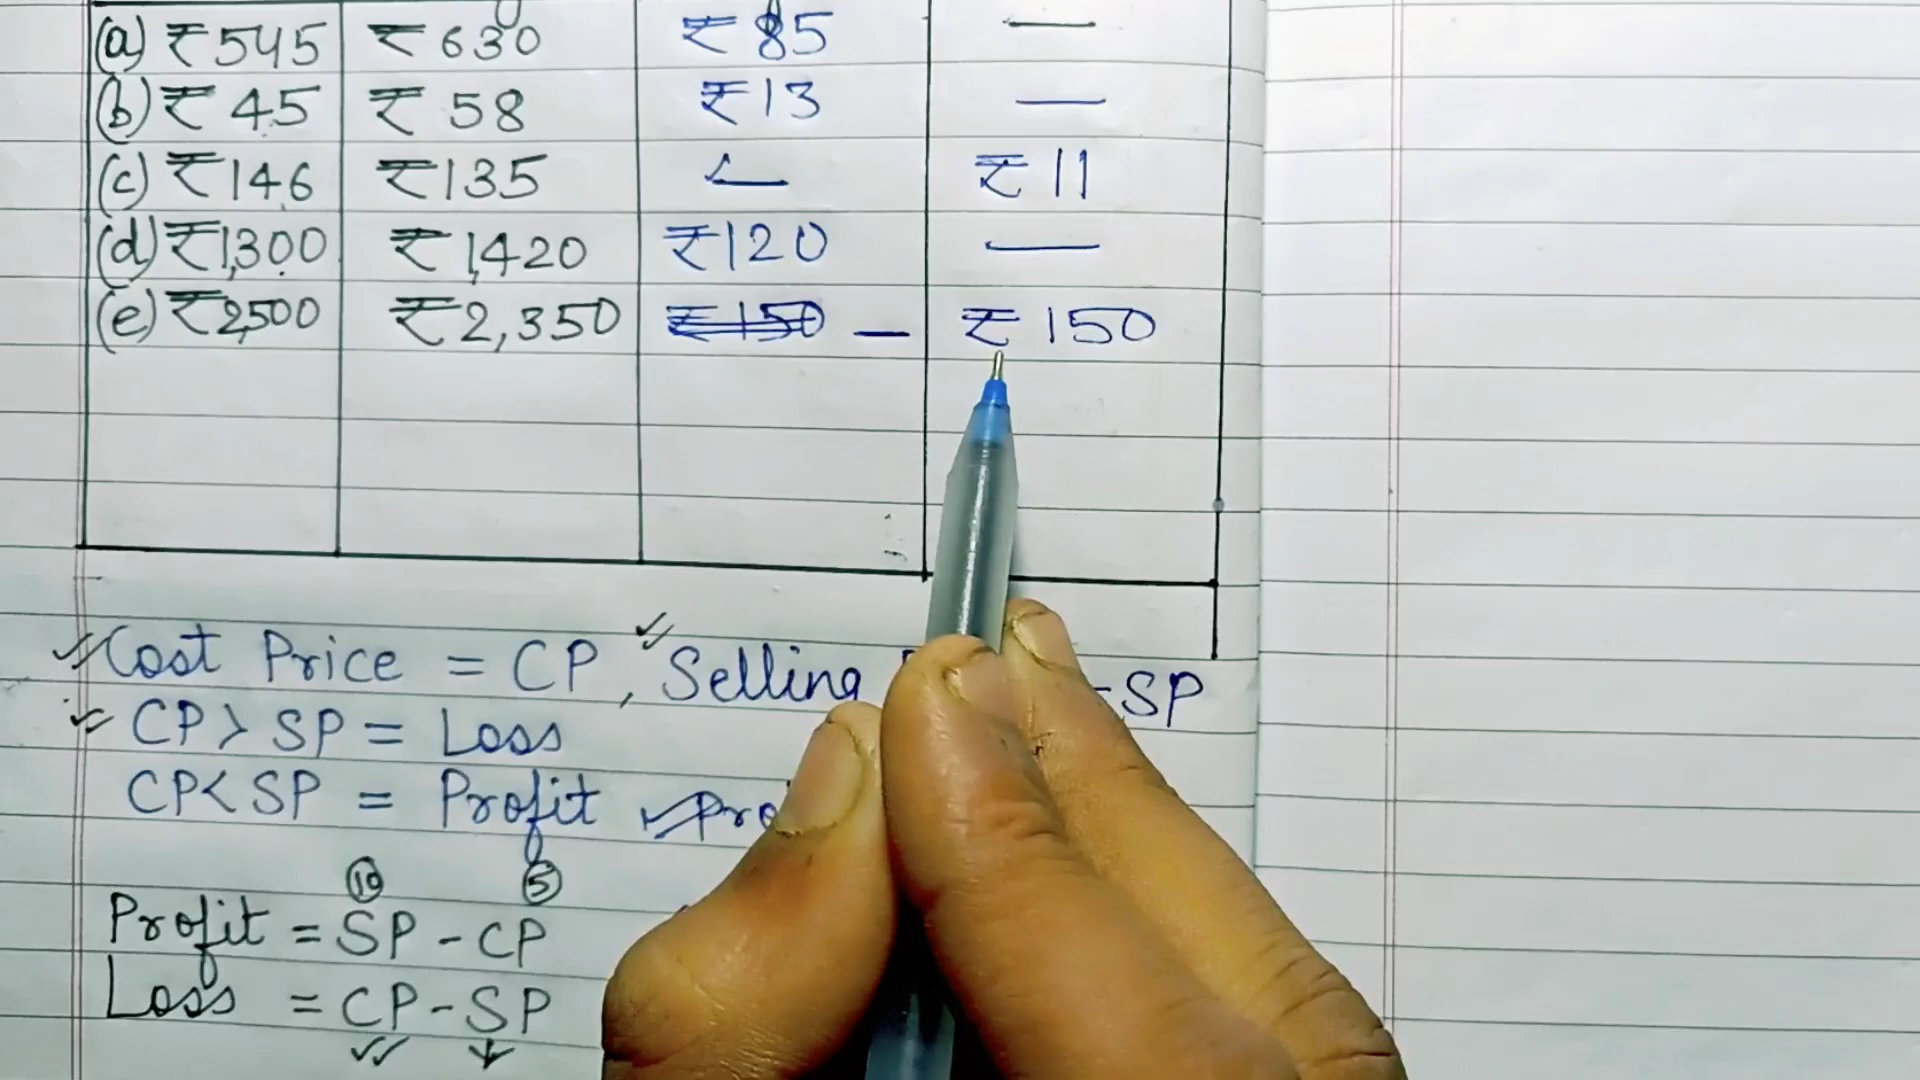 (a) ₹545 ₹630 ₹85 —
(b) ₹45 ₹58 ₹13 —
(c) ₹146 ₹135 — ₹11
(d) ₹1,300 ₹1,420 ₹120 —
(e) ₹2,500 ₹2,350 ₹150 — ₹150
Cost Price = CP, Selling = SP
CP > SP = Loss
CP < SP = Profit
10 5
Profit = SP - CP
Loss = CP - SP